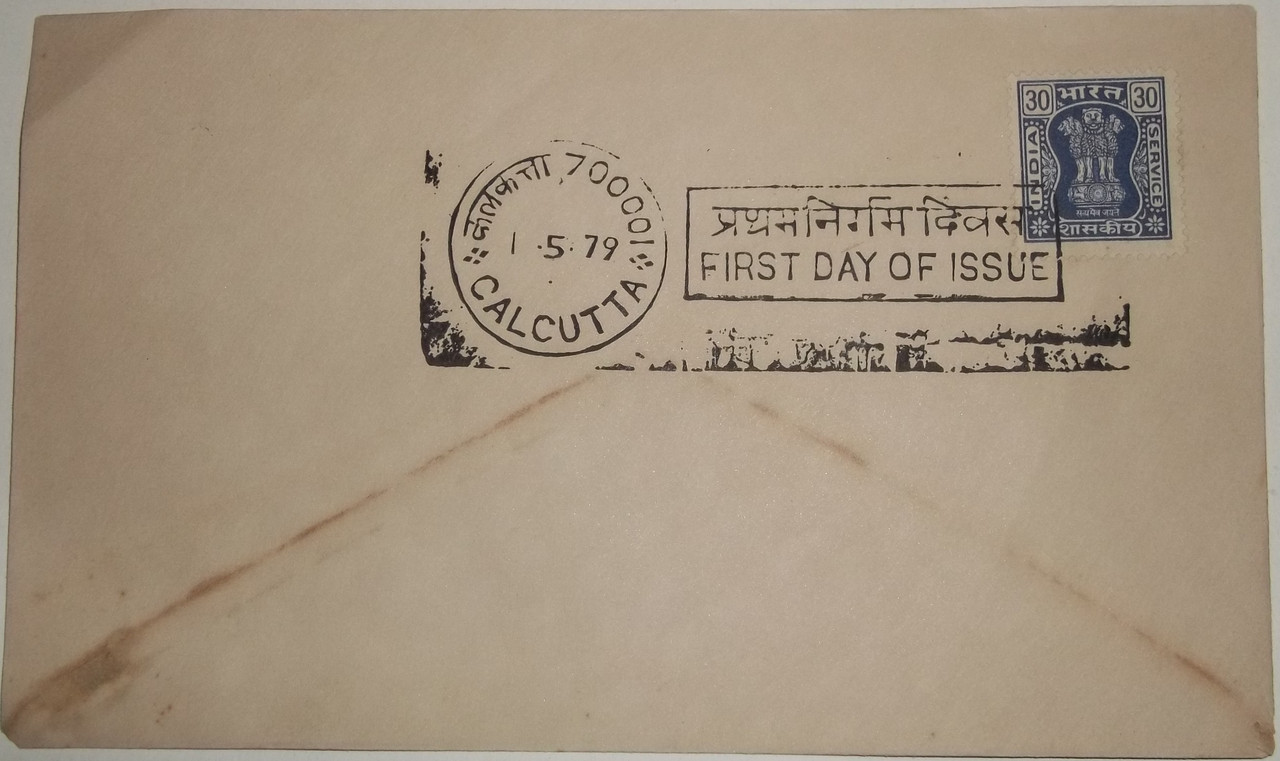 30 भारत 30
INDIA
SERVICE
सत्यमेव जयते
शासकीय
कलकत्ता 700001
1.5.79
CALCUTTA
प्रथम निर्गम दिवस
FIRST DAY OF ISSUE